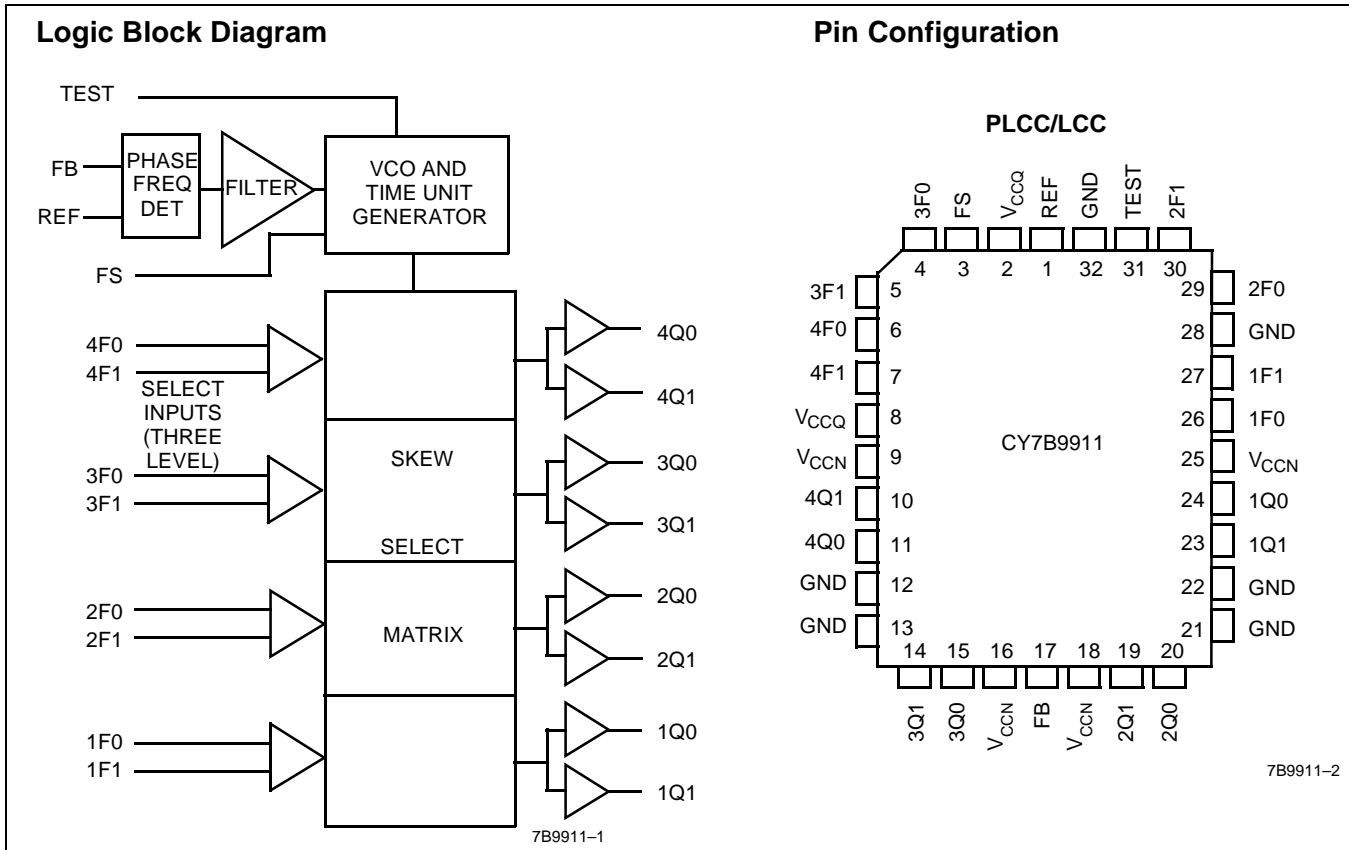 Logic Block Diagram
TEST
FB
REF
PHASE
FREQ
DET
FILTER
VCO AND
TIME UNIT
GENERATOR
FS
4F0
4F1
SELECT
INPUTS
(THREE
LEVEL)
3F0
3F1
2F0
2F1
1F0
1F1
SKEW
SELECT
MATRIX
4Q0
4Q1
3Q0
3Q1
2Q0
2Q1
1Q0
1Q1
7B9911–1
Pin Configuration
PLCC/LCC
3F0 FS VCCQ REF GND TEST 2F1
4 3 2 1 32 31 30
3F1 5
4F0 6
4F1 7
VCCQ 8
VCCN 9
4Q1 10
4Q0 11
GND 12
GND 13
CY7B9911
29 2F0
28 GND
27 1F1
26 1F0
25 VCCN
24 1Q0
23 1Q1
22 GND
21 GND
14 15 16 17 18 19 20
3Q1 3Q0 VCCN FB VCCN 2Q1 2Q0
7B9911–2